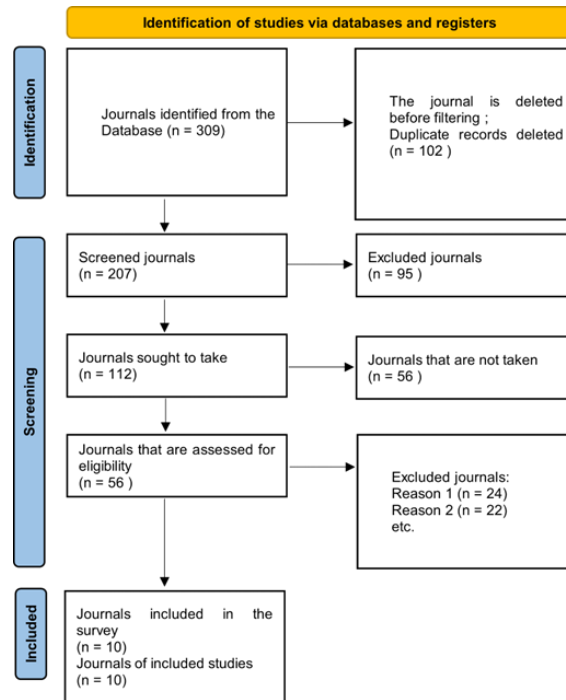 Identification of studies via databases and registers
Identification
Journals identified from the
Database (n = 309)
The journal is deleted
before filtering ;
Duplicate records deleted
(n = 102 )
Screening
Screened journals
(n = 207)
Excluded journals
(n = 95 )
Journals sought to take
(n = 112)
Journals that are not taken
(n = 56 )
Journals that are assessed for
eligibility
(n = 56 )
Excluded journals:
Reason 1 (n = 24)
Reason 2 (n = 22)
etc.
Included
Journals included in the
survey
(n = 10)
Journals of included studies
(n = 10)